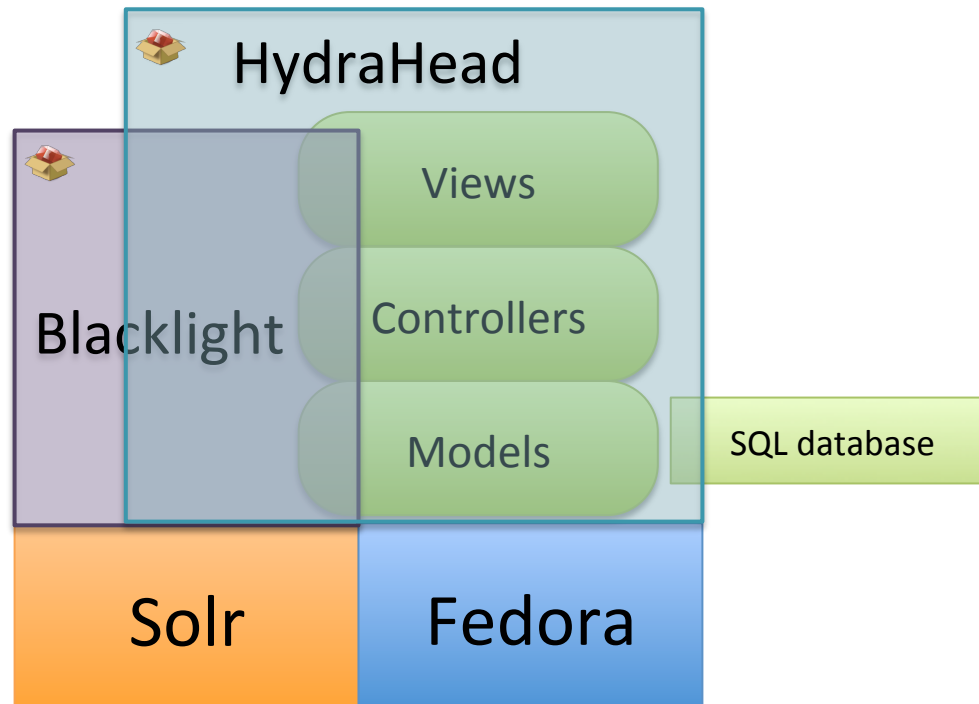 HydraHead
Views
Blacklight
Controllers
Models
SQL database
Solr
Fedora